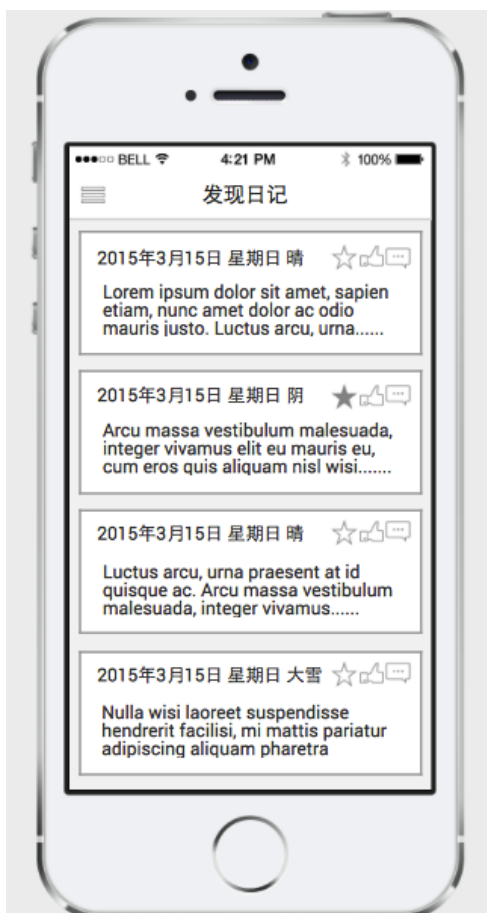 BELL 4:21 PM 100%
发现日记
2015年3月15日 星期日 晴
Lorem ipsum dolor sit amet, sapien
etiam, nunc amet dolor ac odio
mauris justo. Luctus arcu, urna......
2015年3月15日 星期日 阴
Arcu massa vestibulum malesuada,
integer vivamus elit eu mauris eu,
cum eros quis aliquam nisl wisi.......
2015年3月15日 星期日 晴
Luctus arcu, urna praesent at id
quisque ac. Arcu massa vestibulum
malesuada, integer vivamus......
2015年3月15日 星期日 大雪
Nulla wisi laoreet suspendisse
hendrerit facilisi, mi mattis pariatur
adipiscing aliquam pharetra